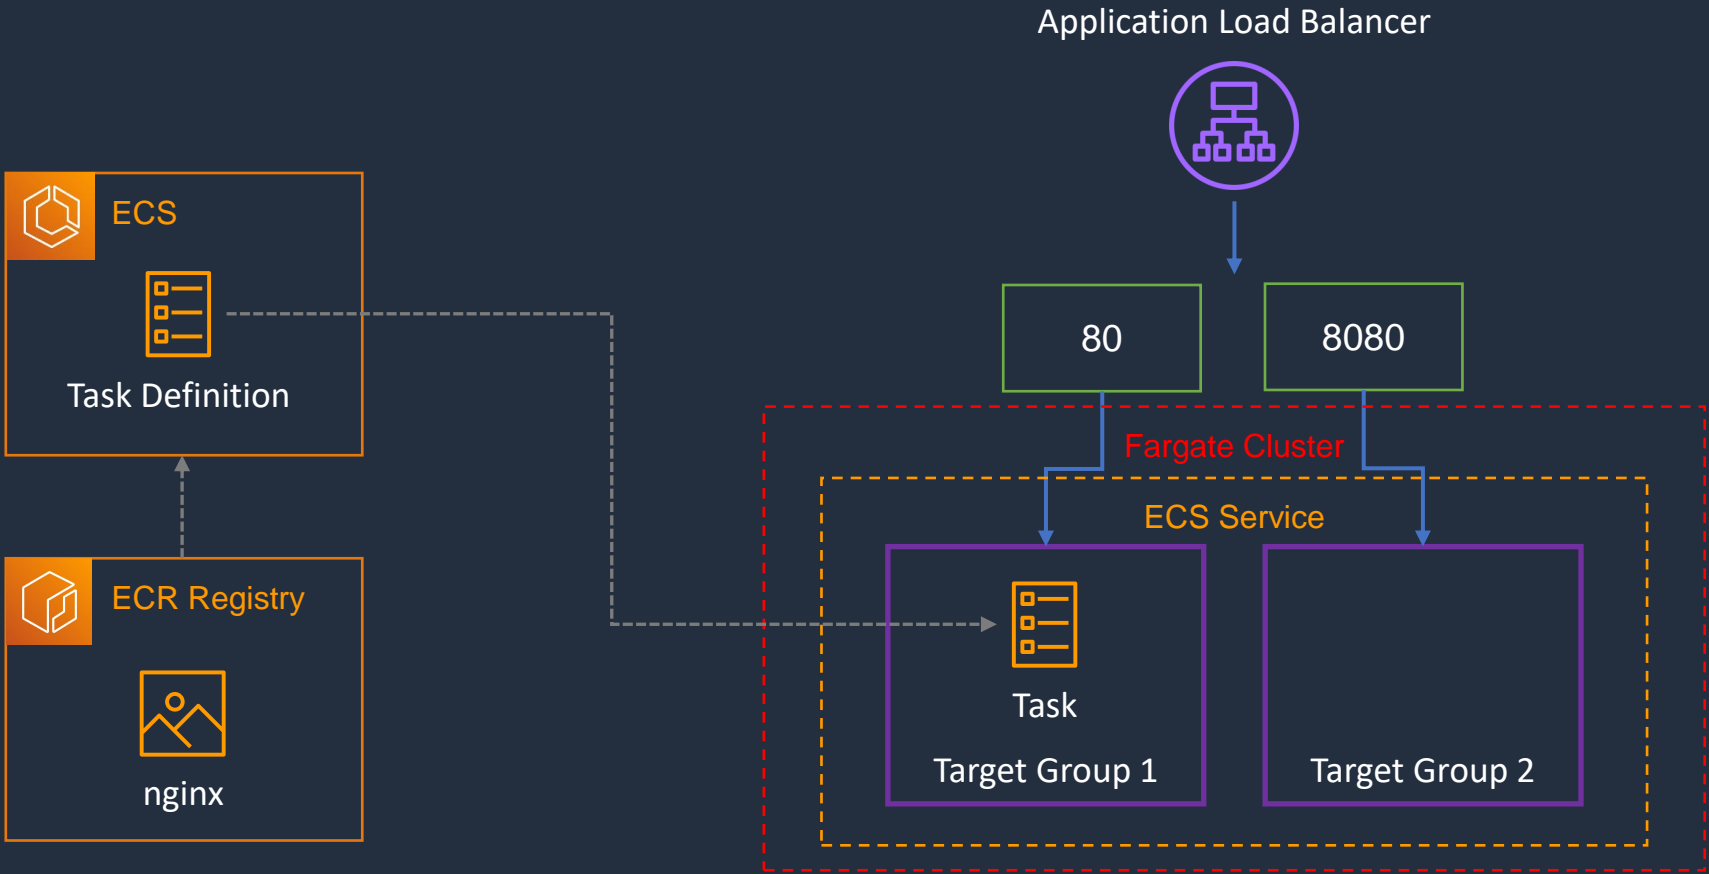 Application Load Balancer
ECS
Task Definition
80
8080
Fargate Cluster
ECS Service
ECR Registry
nginx
Task
Target Group 1
Target Group 2